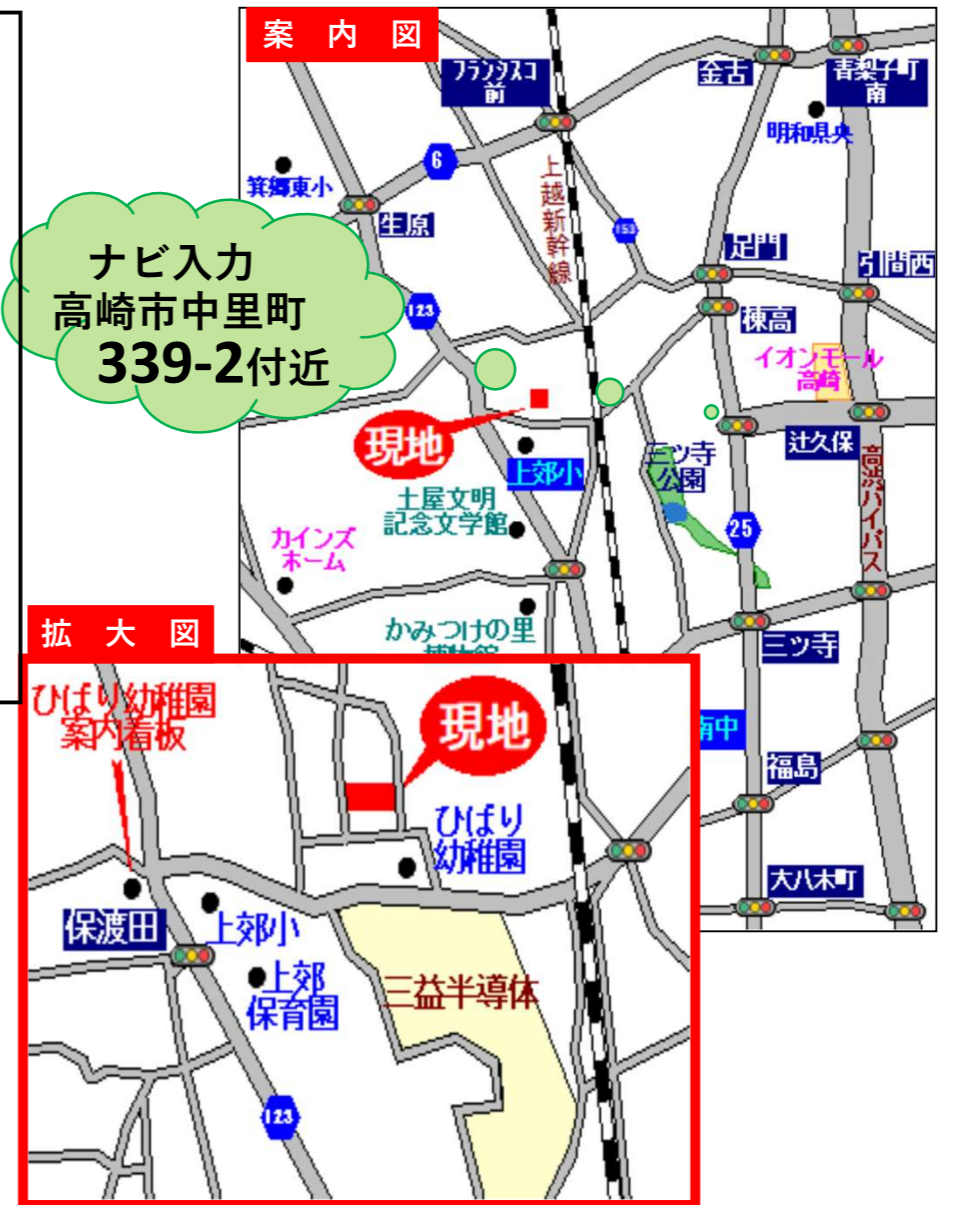 案 内 図
フランタスコ
前
金古
青梨子町
南
明和県央
6
箕郷東小
生原
上越新幹線
153
足門
引間西
ナビ入力
高崎市中里町
339-2付近
123
棟高
イオンモール
高崎
現地
辻久保
上郊小
三ツ寺
公園
土屋文明
記念文学館
高渋バイパス
カインズ
ホーム
25
かみつけの里
博物館
三ツ寺
南中
福島
大八木町
拡 大 図
ひばり幼稚園
案内看板
現地
ひばり
幼稚園
保渡田
上郊小
上郊
保育園
三益半導体
123